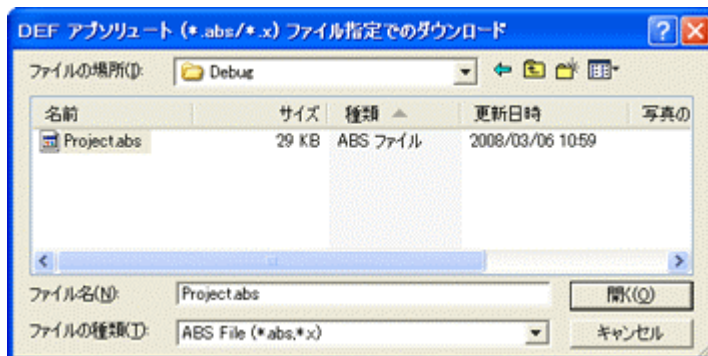 DEF アブソリュート (*.abs/*.x) ファイル指定でのダウンロード
ファイルの場所(I): Debug
名前 サイズ 種類 更新日時 写真の
Project.abs 29 KB ABS ファイル 2008/03/06 10:59
ファイル名(N): Project.abs 開く(O)
ファイルの種類(T): ABS File (*.abs,*.x) キャンセル